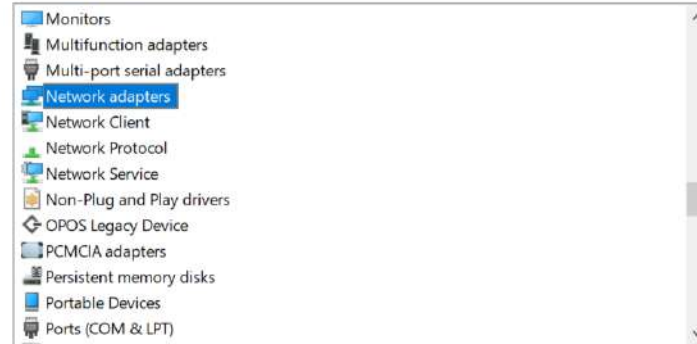 Monitors
Multifunction adapters
Multi-port serial adapters
Network adapters
Network Client
Network Protocol
Network Service
Non-Plug and Play drivers
OPOS Legacy Device
PCMCIA adapters
Persistent memory disks
Portable Devices
Ports (COM & LPT)